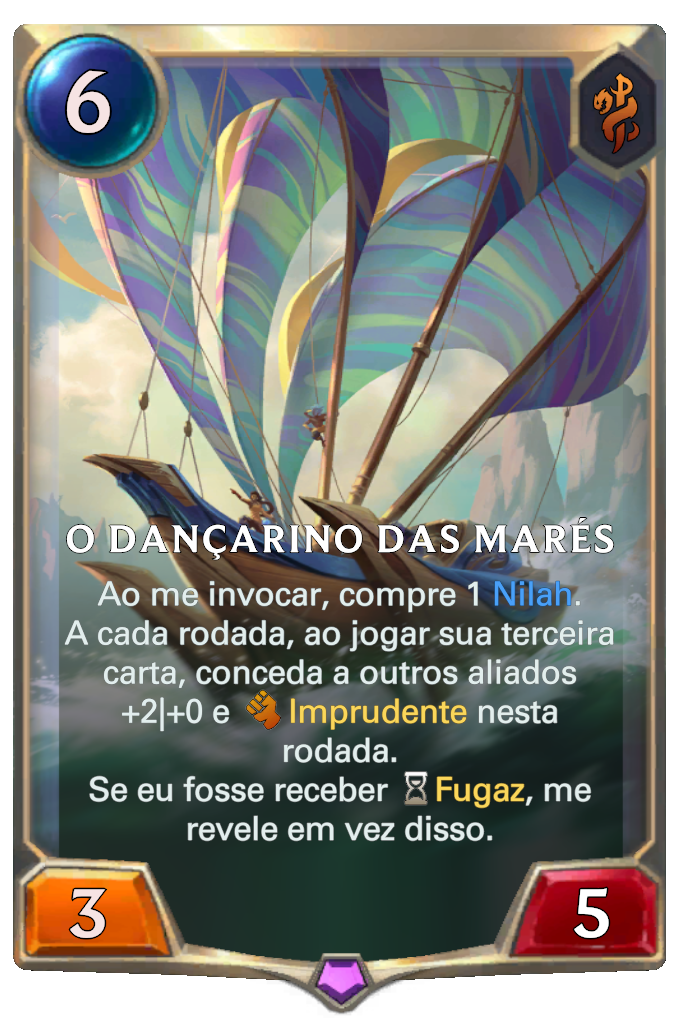 6
O DANÇARINO DAS MARÉS
Ao me invocar, compre 1 Nilah.
A cada rodada, ao jogar sua terceira
carta, conceda a outros aliados
+2|+0 e Imprudente nesta
rodada.
Se eu fosse receber Fugaz, me
revele em vez disso.
3
5